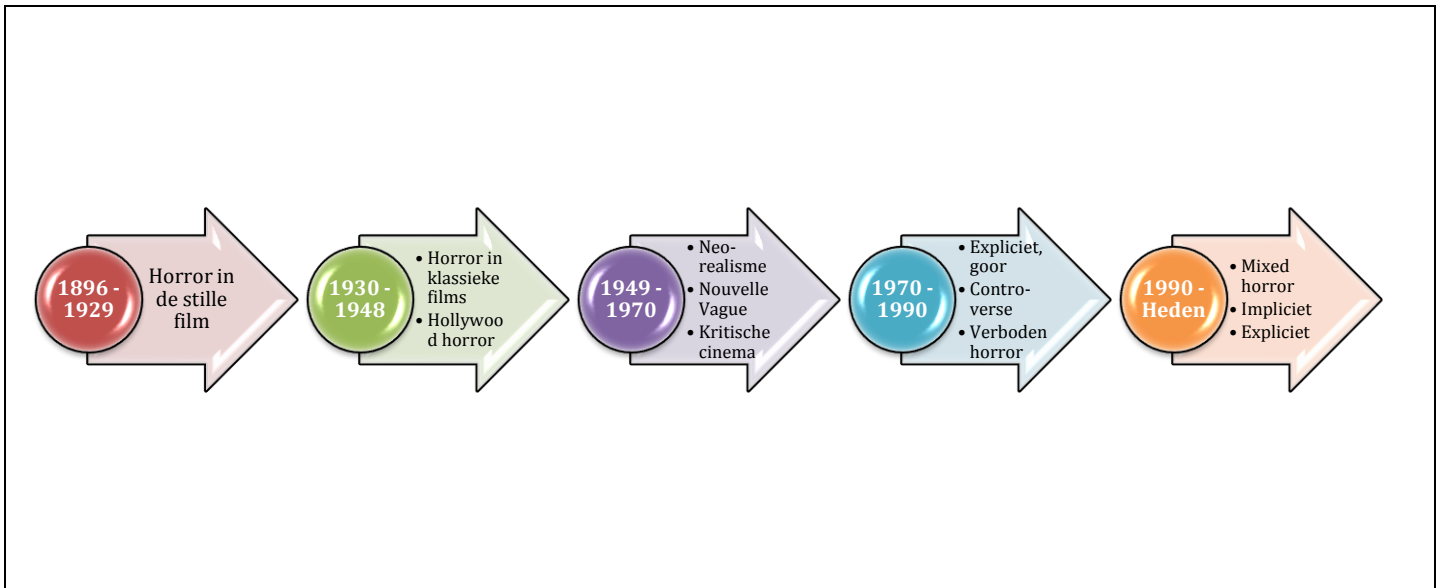 1896 -
1929
Horror in
de stille
film
1930 -
1948
• Horror in
klassieke
films
• Hollywoo
d horror
1949 -
1970
• Neo-
realisme
• Nouvelle
Vague
• Kritische
cinema
1970 -
1990
• Expliciet,
goor
• Contro-
verse
• Verboden
horror
1990 -
Heden
• Mixed
horror
• Impliciet
• Expliciet